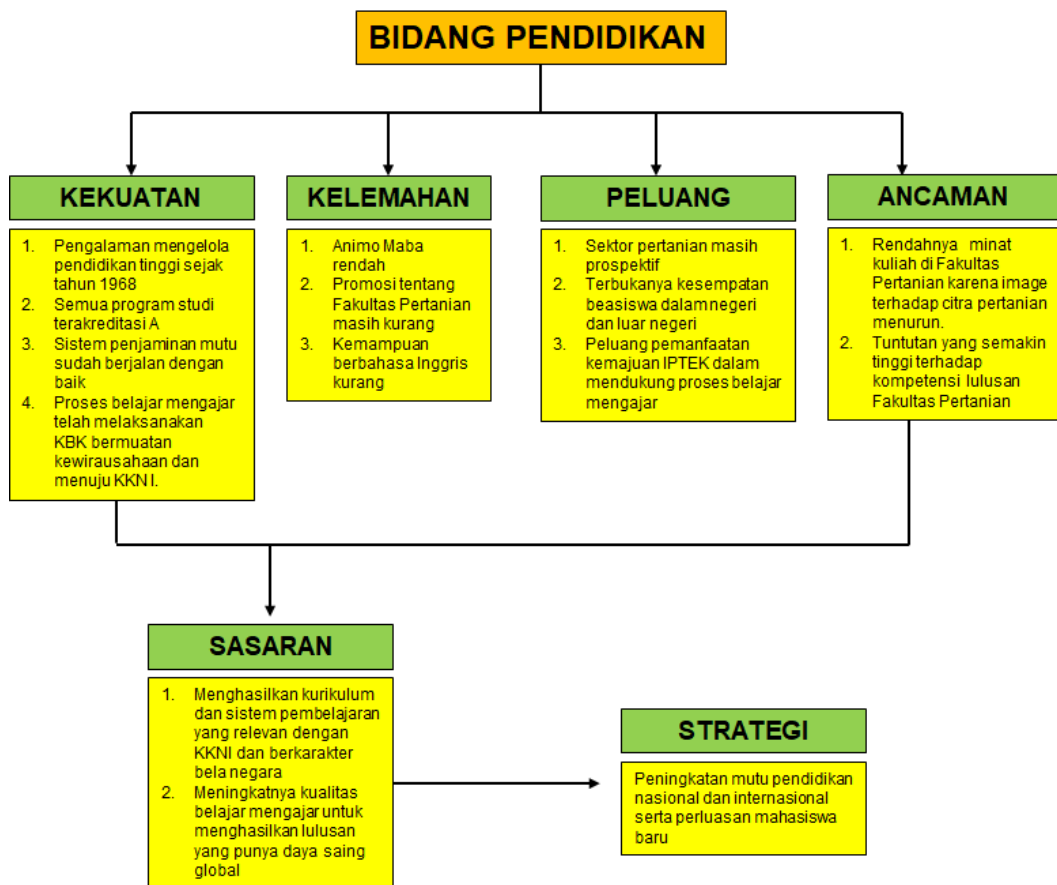 BIDANG PENDIDIKAN
KEKUATAN
1. Pengalaman mengelola
pendidikan tinggi sejak
tahun 1968
2. Semua program studi
terakreditasi A
3. Sistem penjaminan mutu
sudah berjalan dengan
baik
4. Proses belajar mengajar
telah melaksanakan
KBK bermuatan
kewirausahaan dan
menuju KKNI.
KELEMAHAN
1. Animo Maba
rendah
2. Promosi tentang
Fakultas Pertanian
masih kurang
3. Kemampuan
berbahasa Inggris
kurang
PELUANG
1. Sektor pertanian masih
prospektif
2. Terbukanya kesempatan
beasiswa dalamnegeri
dan luar negeri
3. Peluang pemanfaatan
kemajuan IPTEK dalam
mendukung proses belajar
mengajar
ANCAMAN
1. Rendahnya minat
kuliah di Fakultas
Pertanian karena image
terhadap citra pertanian
menurun.
2. Tuntutan yang semakin
tinggi terhadap
kompetensi lulusan
Fakultas Pertanian
SASARAN
1. Menghasilkan kurikulum
dan sistem pembelajaran
yang relevan dengan
KKNI dan berkarakter
bela negara
2. Meningkatnya kualitas
belajar mengajar untuk
menghasilkan lulusan
yang punya daya saing
global
STRATEGI
Peningkatan mutu pendidikan
nasional dan internasional
serta perluasan mahasiswa
baru